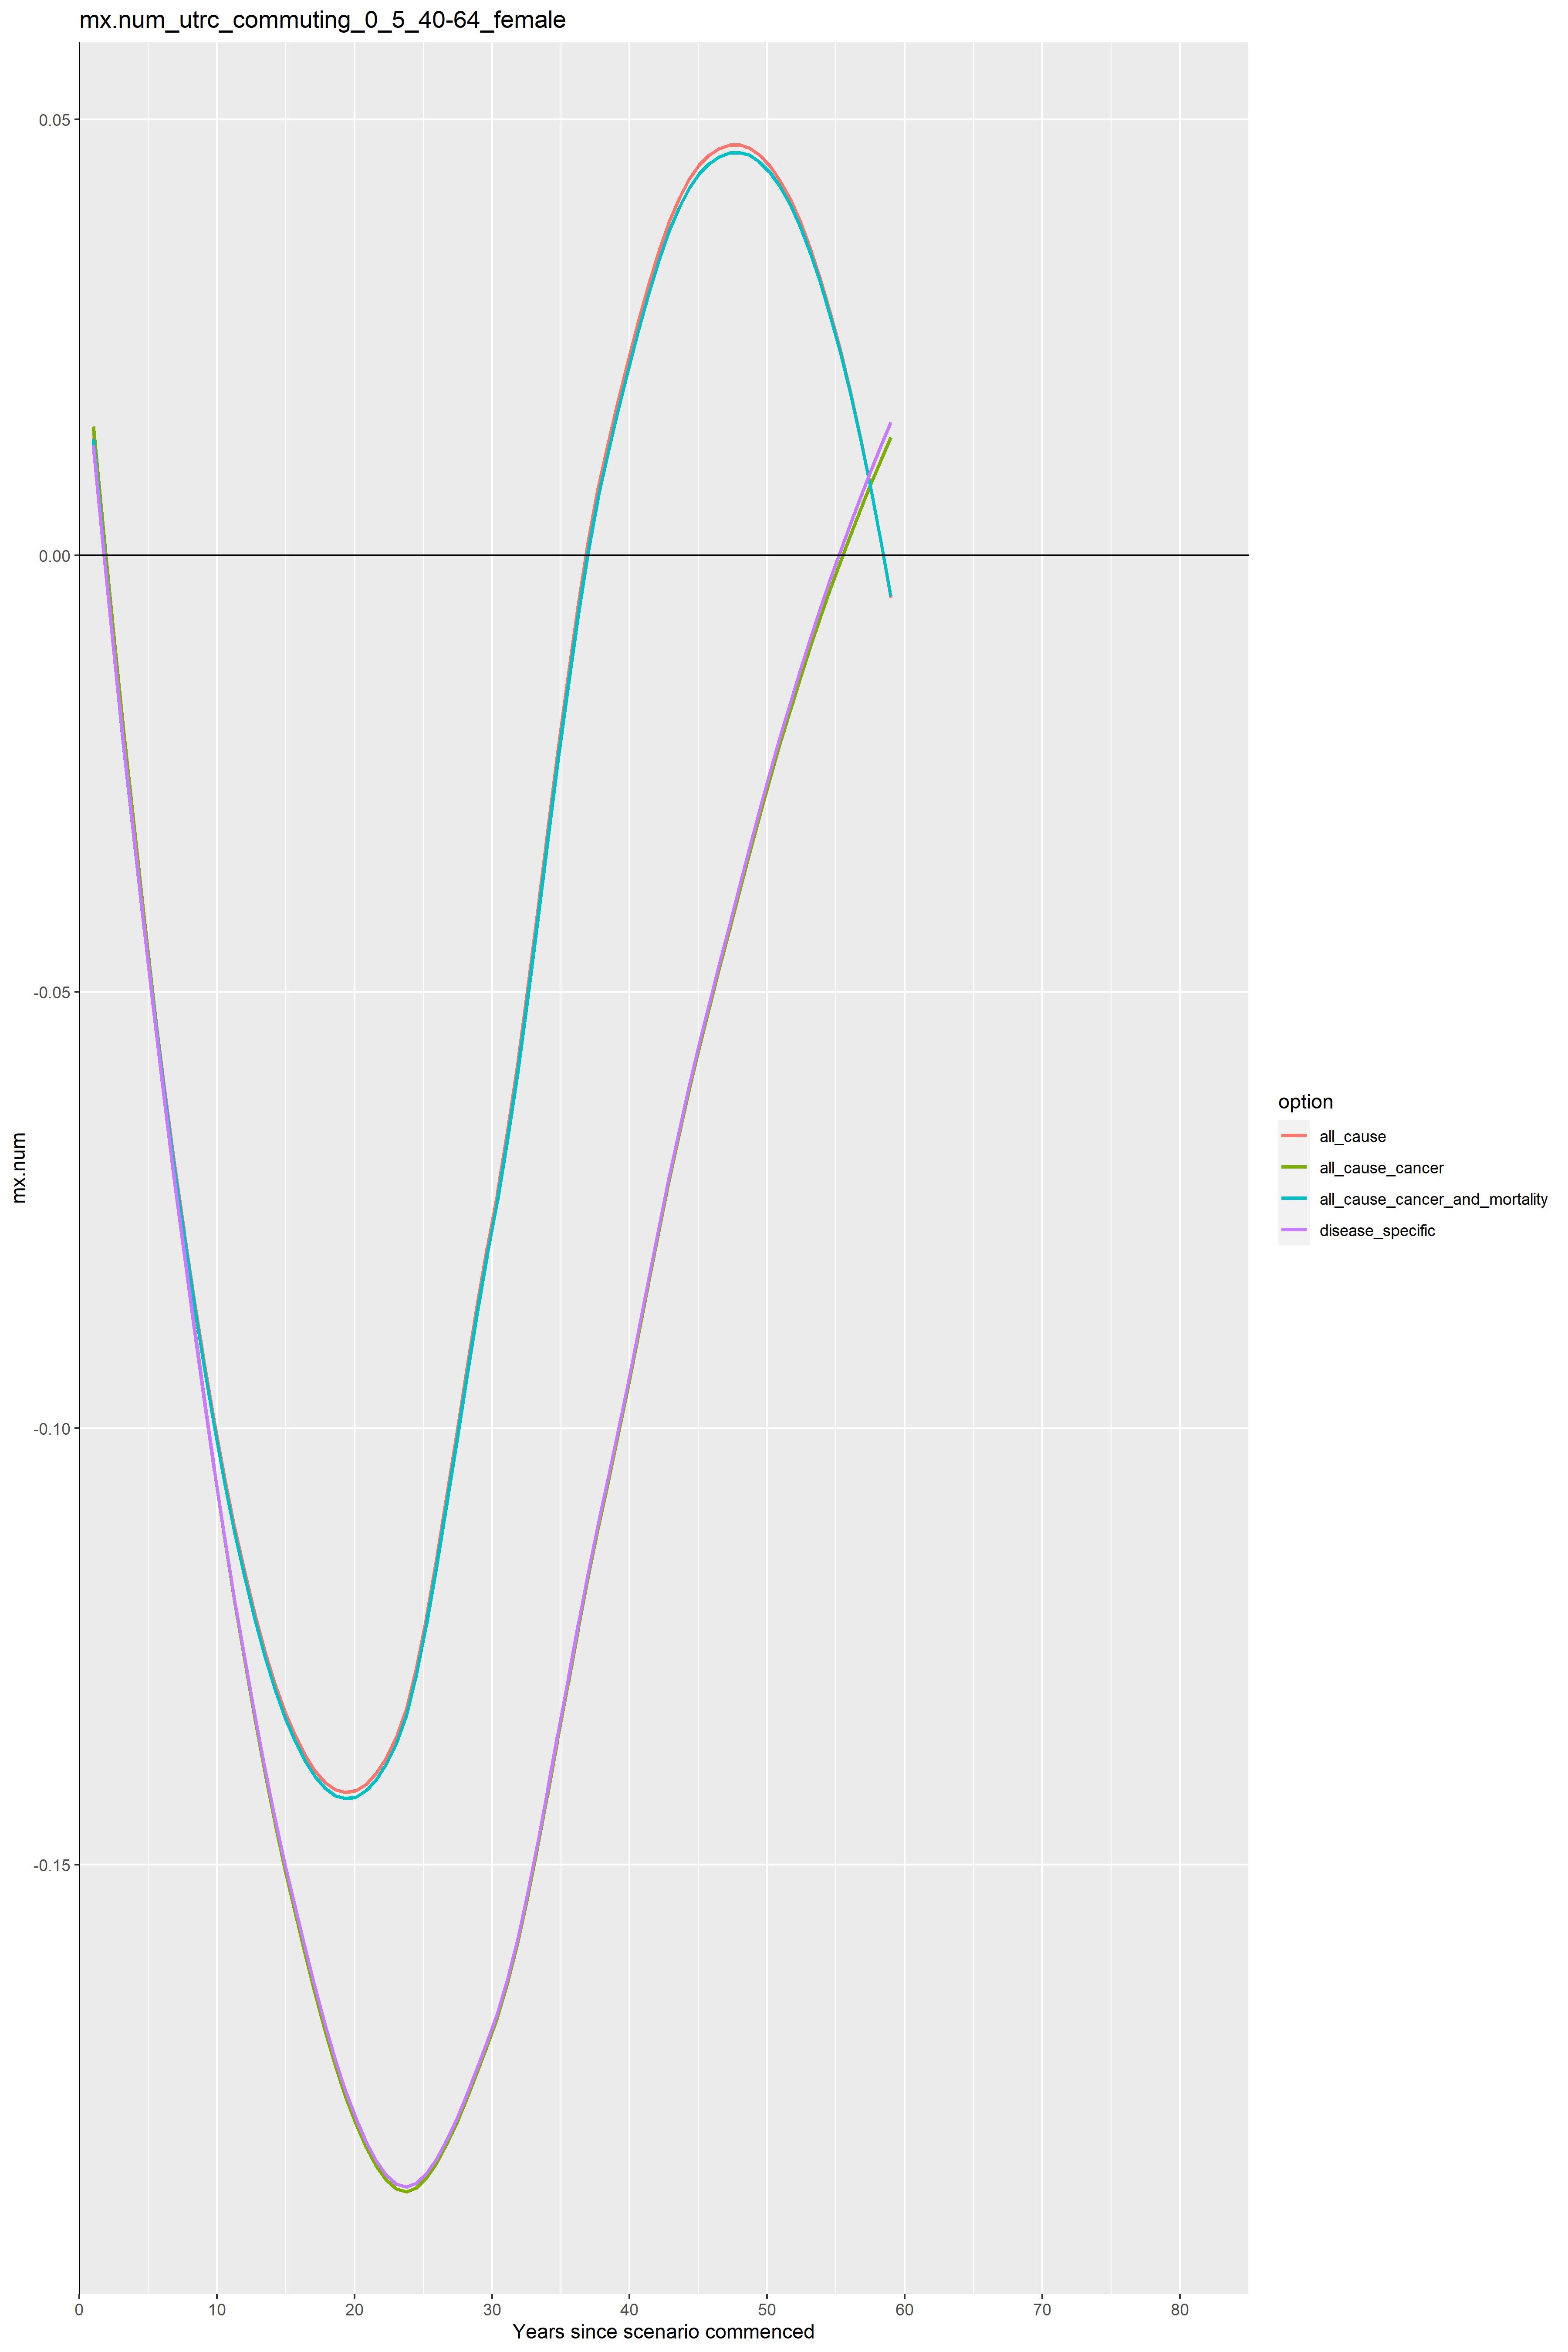 mx.num_utrc_commuting_0_5_40-64_female
0.05
0.00
-0.05
-0.10
-0.15
mx.num
0 10 20 30 40 50 60 70 80
Years since scenario commenced
option
all_cause
all_cause_cancer
all_cause_cancer_and_mortality
disease_specific